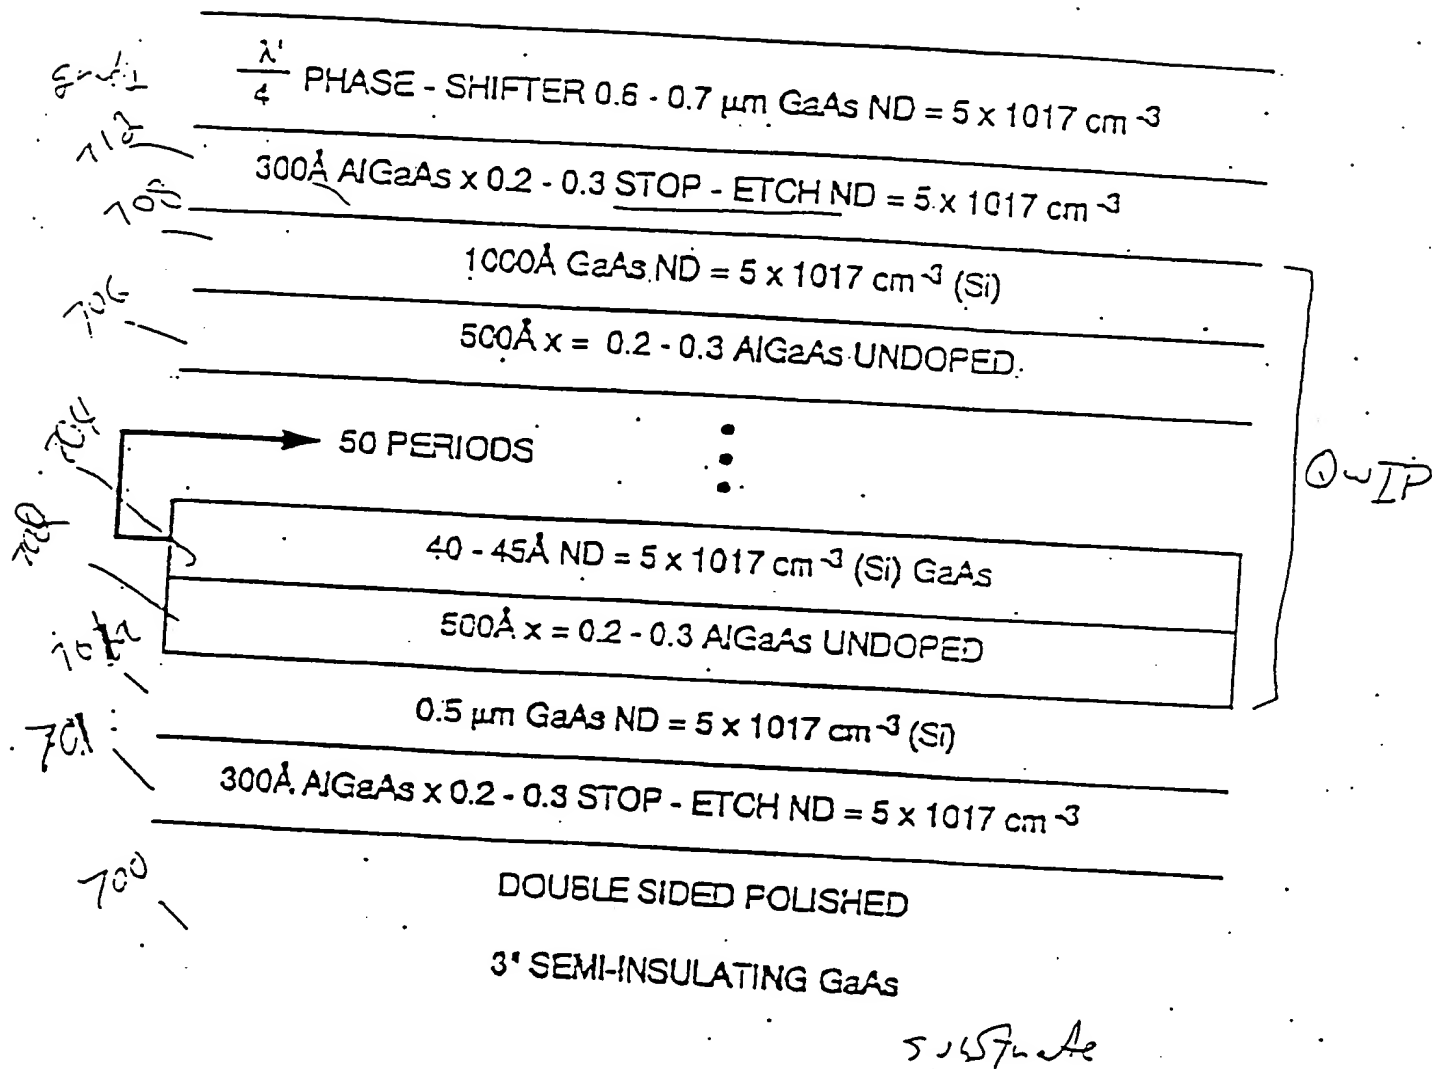 λ'/4 PHASE - SHIFTER 0.6 - 0.7 μm GaAs ND = 5 x 1017 cm -3
300Å AlGaAs x 0.2 - 0.3 STOP - ETCH ND = 5 x 1017 cm -3
1000Å GaAs ND = 5 x 1017 cm -3 (Si)
706
500Å x = 0.2 - 0.3 AlGaAs UNDOPED
704
50 PERIODS
QWIP
40 - 45Å ND = 5 x 1017 cm -3 (Si) GaAs
500Å x = 0.2 - 0.3 AlGaAs UNDOPED
0.5 μm GaAs ND = 5 x 1017 cm -3 (Si)
701
300Å AlGaAs x 0.2 - 0.3 STOP - ETCH ND = 5 x 1017 cm -3
700
DOUBLE SIDED POLISHED
3" SEMI-INSULATING GaAs
substrate